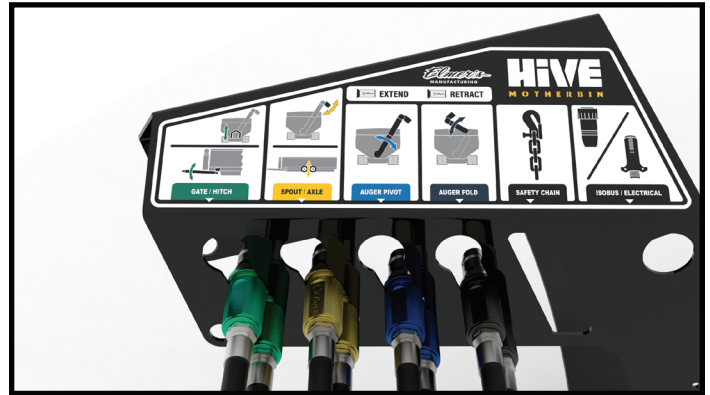 Elmer's
MANUFACTURING
HiVE
MOTHERBIN
EXTEND
RETRACT
GATE / HITCH
SPOUT / AXLE
AUGER PIVOT
AUGER FOLD
SAFETY CHAIN
ISOBUS / ELECTRICAL